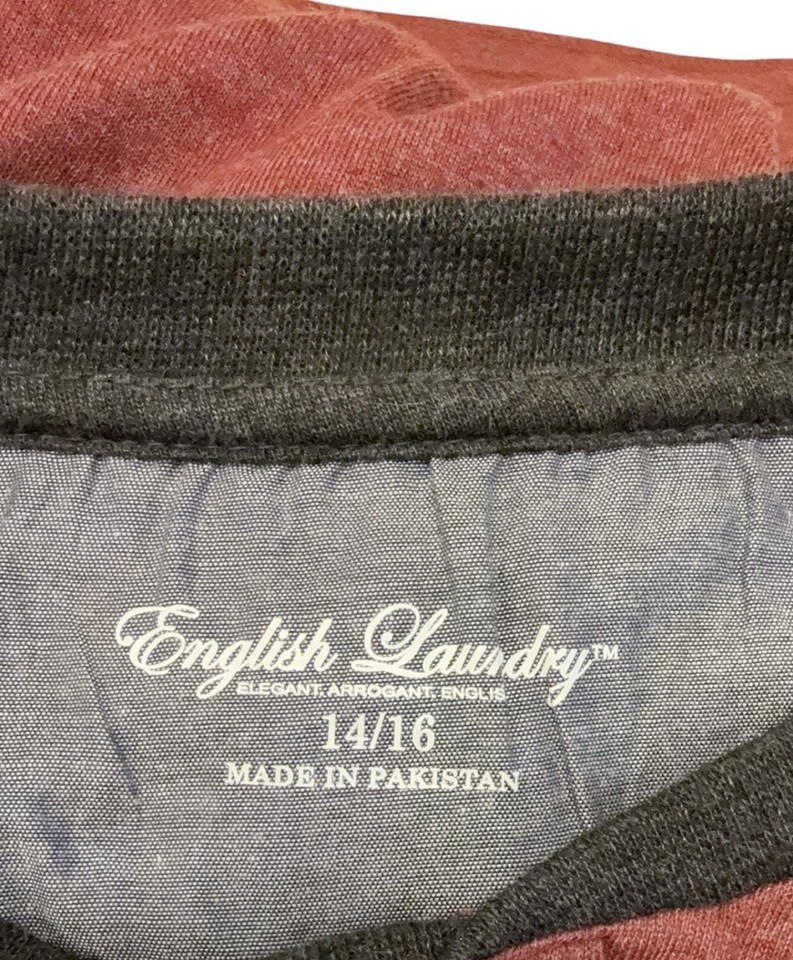 English Laundry™
ELEGANT. ARROGANT. ENGLIS
14/16
MADE IN PAKISTAN